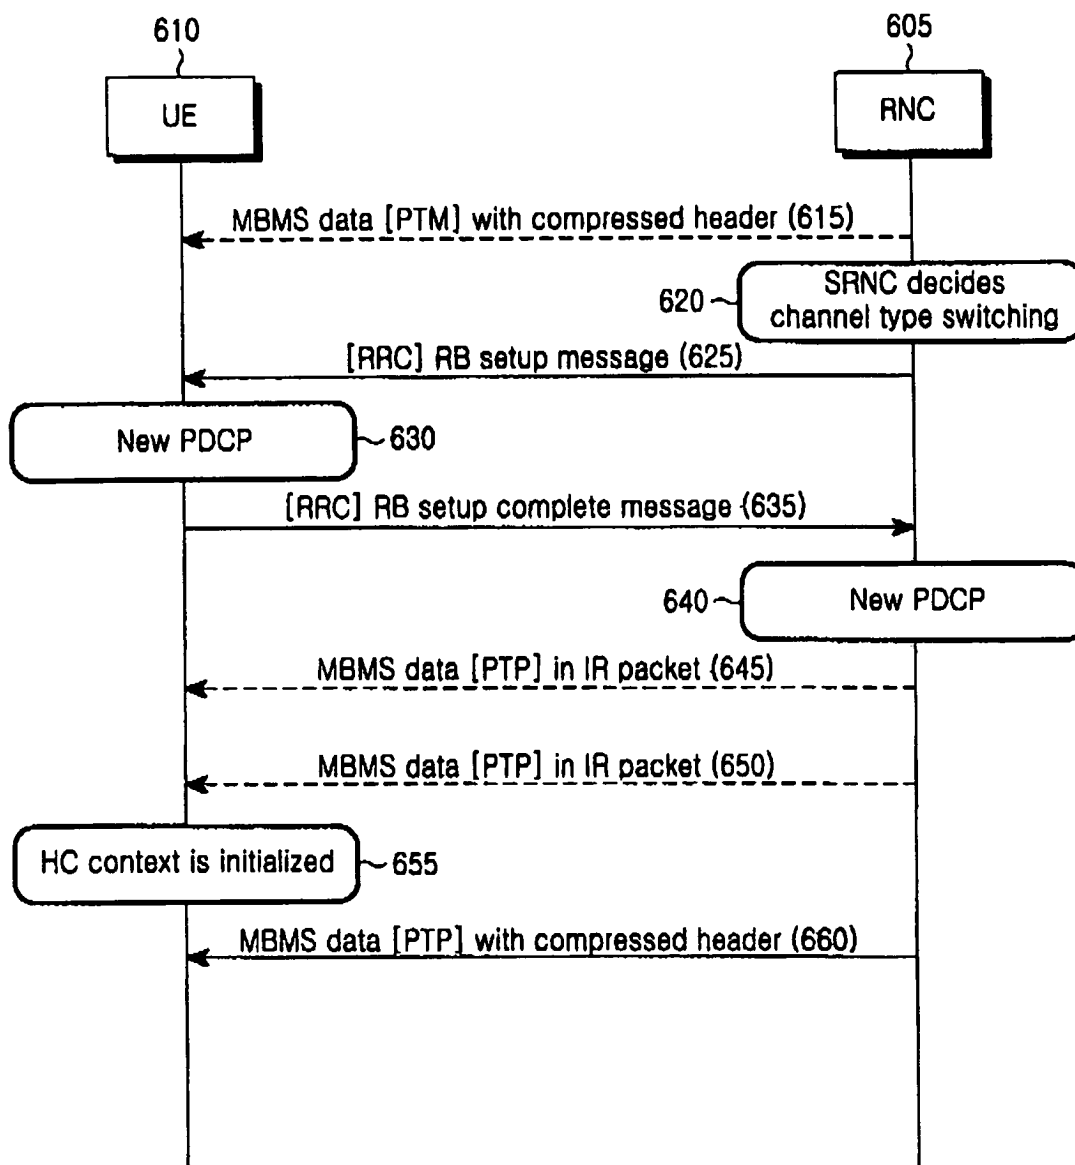 610
605
UE
RNC
MBMS data [PTM] with compressed header (615)
620
SRNC decides
channel type switching
[RRC] RB setup message (625)
New PDCP
630
[RRC] RB setup complete message (635)
640
New PDCP
MBMS data [PTP] in IR packet (645)
MBMS data [PTP] in IR packet (650)
HC context is initialized
655
MBMS data [PTP] with compressed header (660)